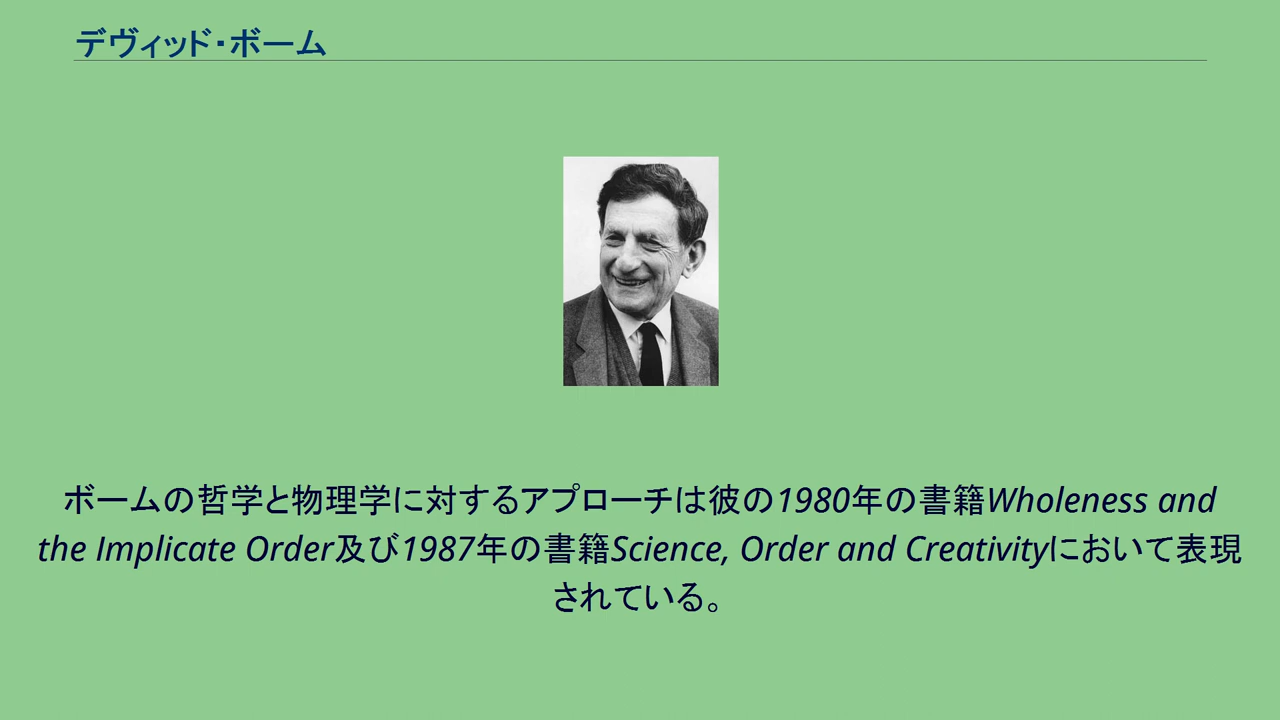 デヴィッド・ボーム
ボームの哲学と物理学に対するアプローチは彼の1980年の書籍Wholeness and
the Implicate Order及び1987年の書籍Science, Order and Creativityにおいて表現
されている。